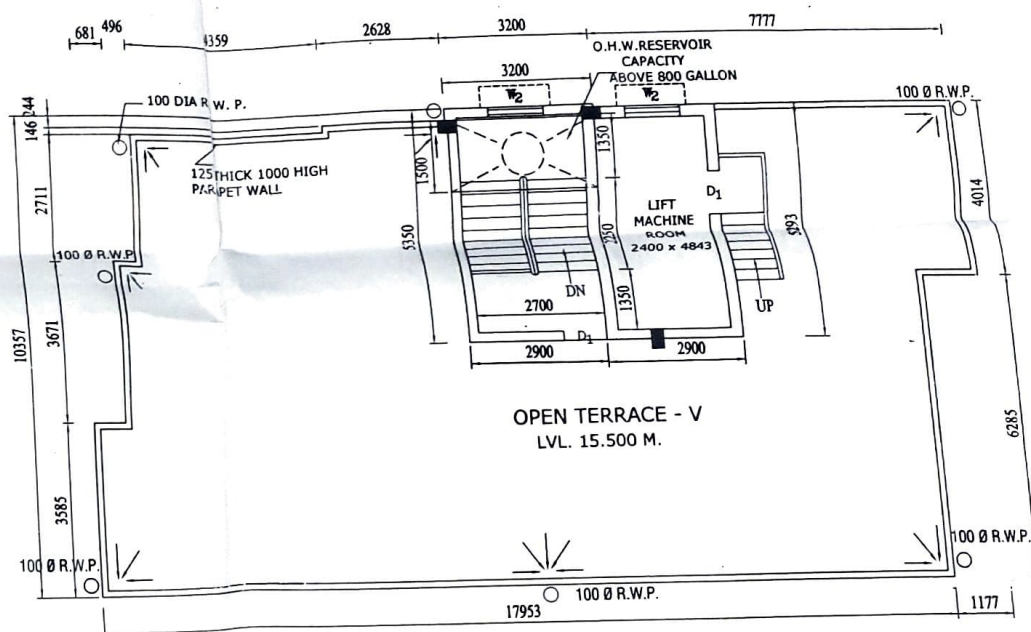 681
496
4359
2628
3200
7777
O.H.W.RESERVOIR
CAPACITY
ABOVE 800 GALLON
3200
W2
W2
100 DIA R.W.P.
100 Ø R.W.P.
244
146
125 THICK 1000 HIGH
PARAPET WALL
1500
1350
D1
LIFT
MACHINE
ROOM
2400 x 4843
4014
2711
5350
5293
100 Ø R.W.P.
DN
UP
1350
2700
D1
2900
2900
10357
3671
OPEN TERRACE - V
LVL. 15.500 M.
6285
3585
100 Ø R.W.P.
100 Ø R.W.P.
100 Ø R.W.P.
17953
1177